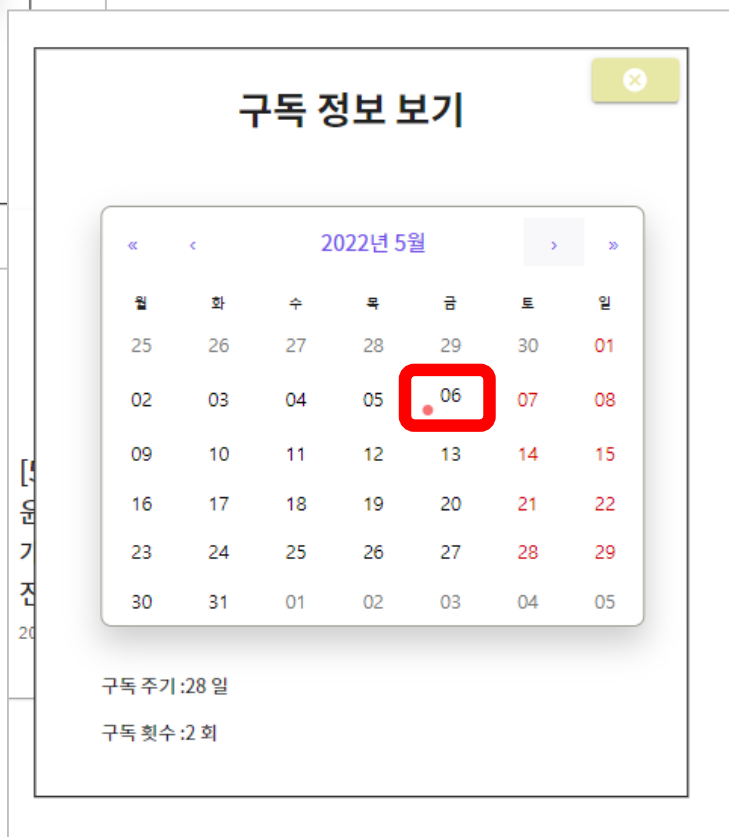 구독 정보 보기
« ‹ 2022년 5월 › »
월 화 수 목 금 토 일
25 26 27 28 29 30 01
02 03 04 05 06 07 08
09 10 11 12 13 14 15
16 17 18 19 20 21 22
23 24 25 26 27 28 29
30 31 01 02 03 04 05
구독 주기 :28 일
구독 횟수 :2 회